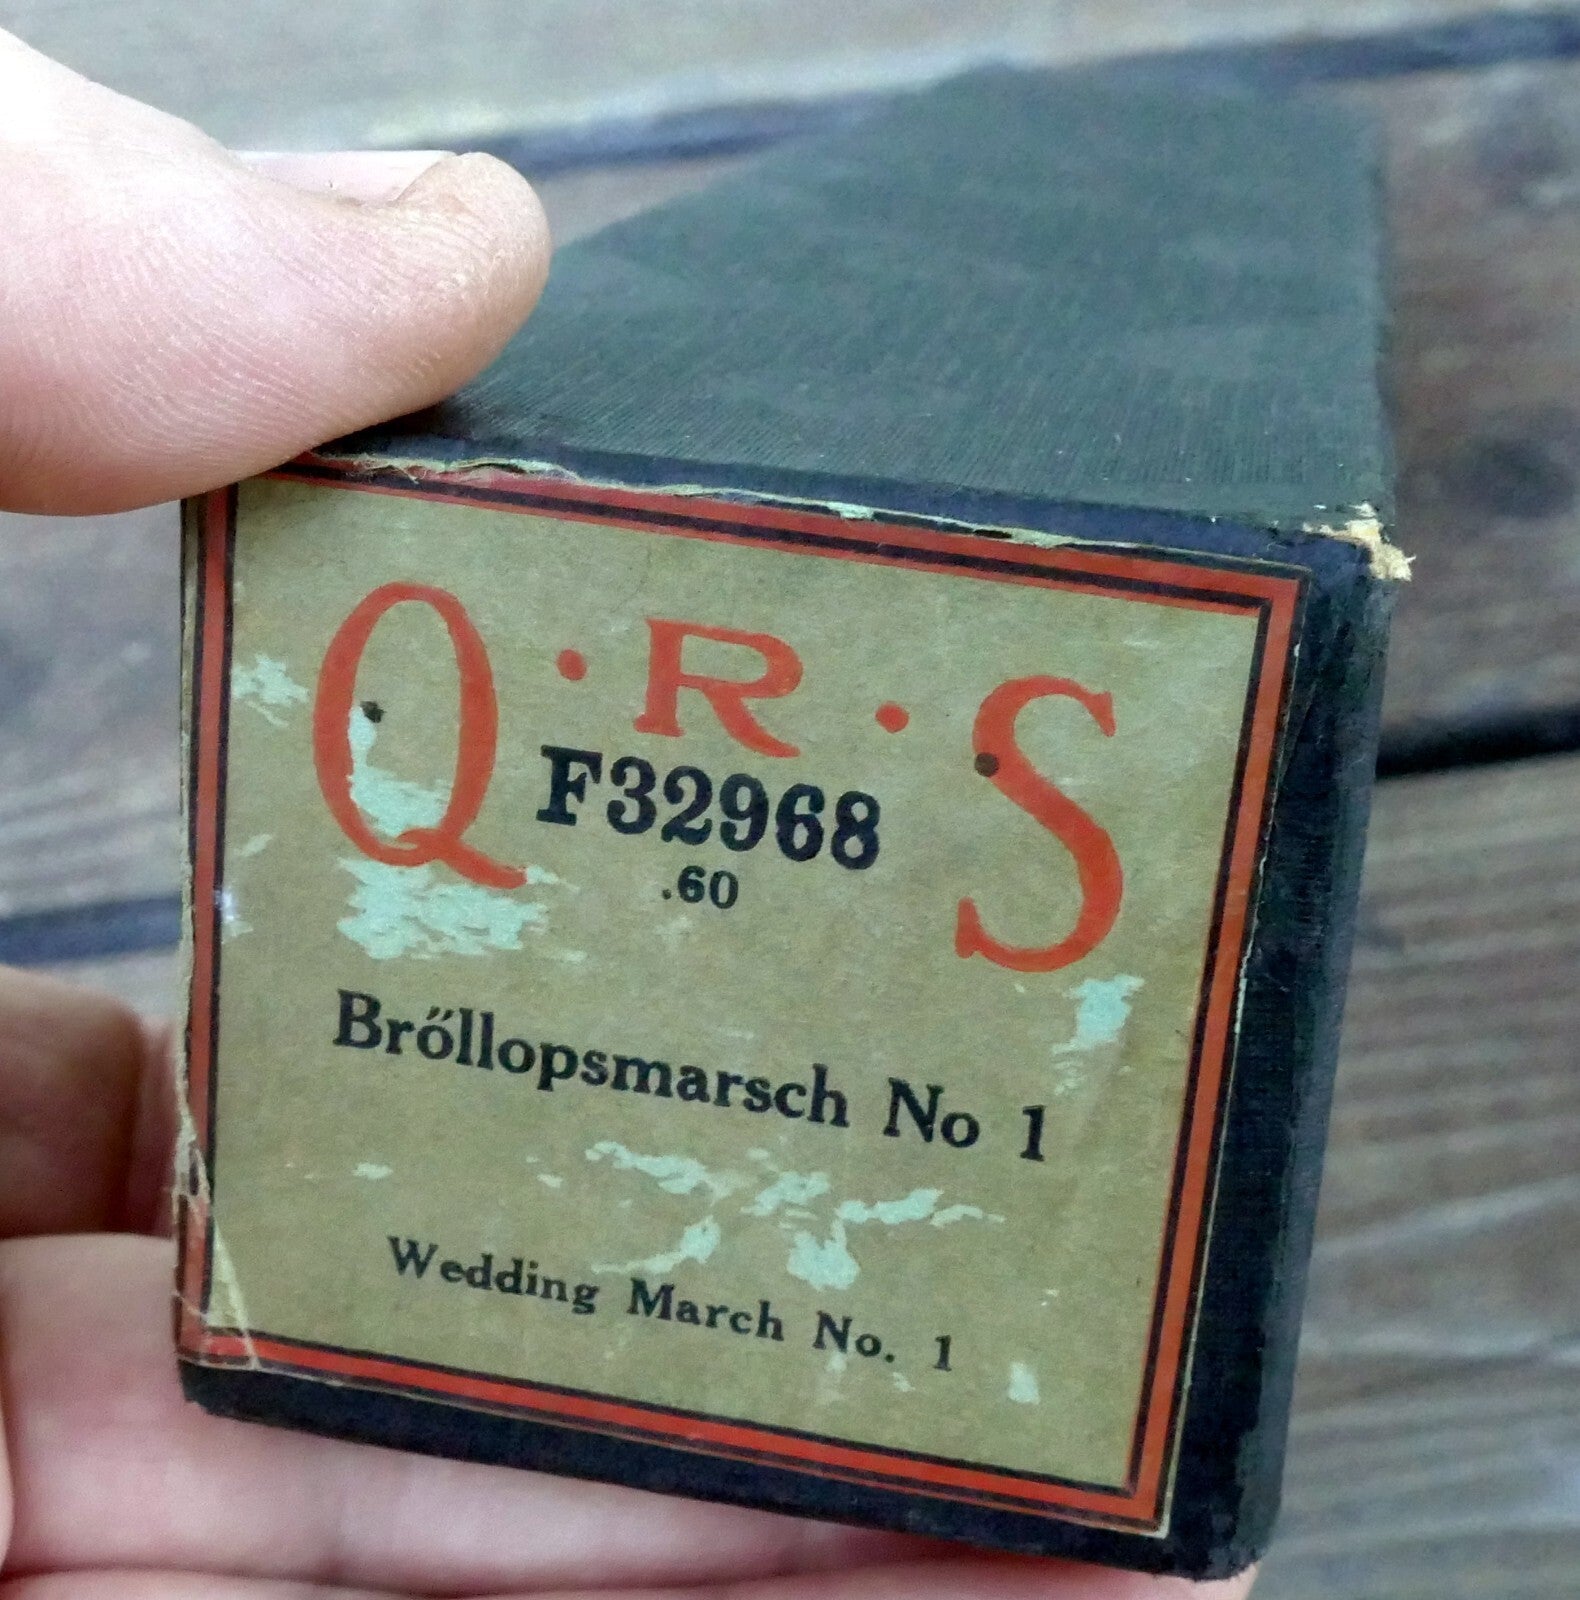 Q·R·S
F32968
.60
Brőllopsmarsch No 1
Wedding March No. 1